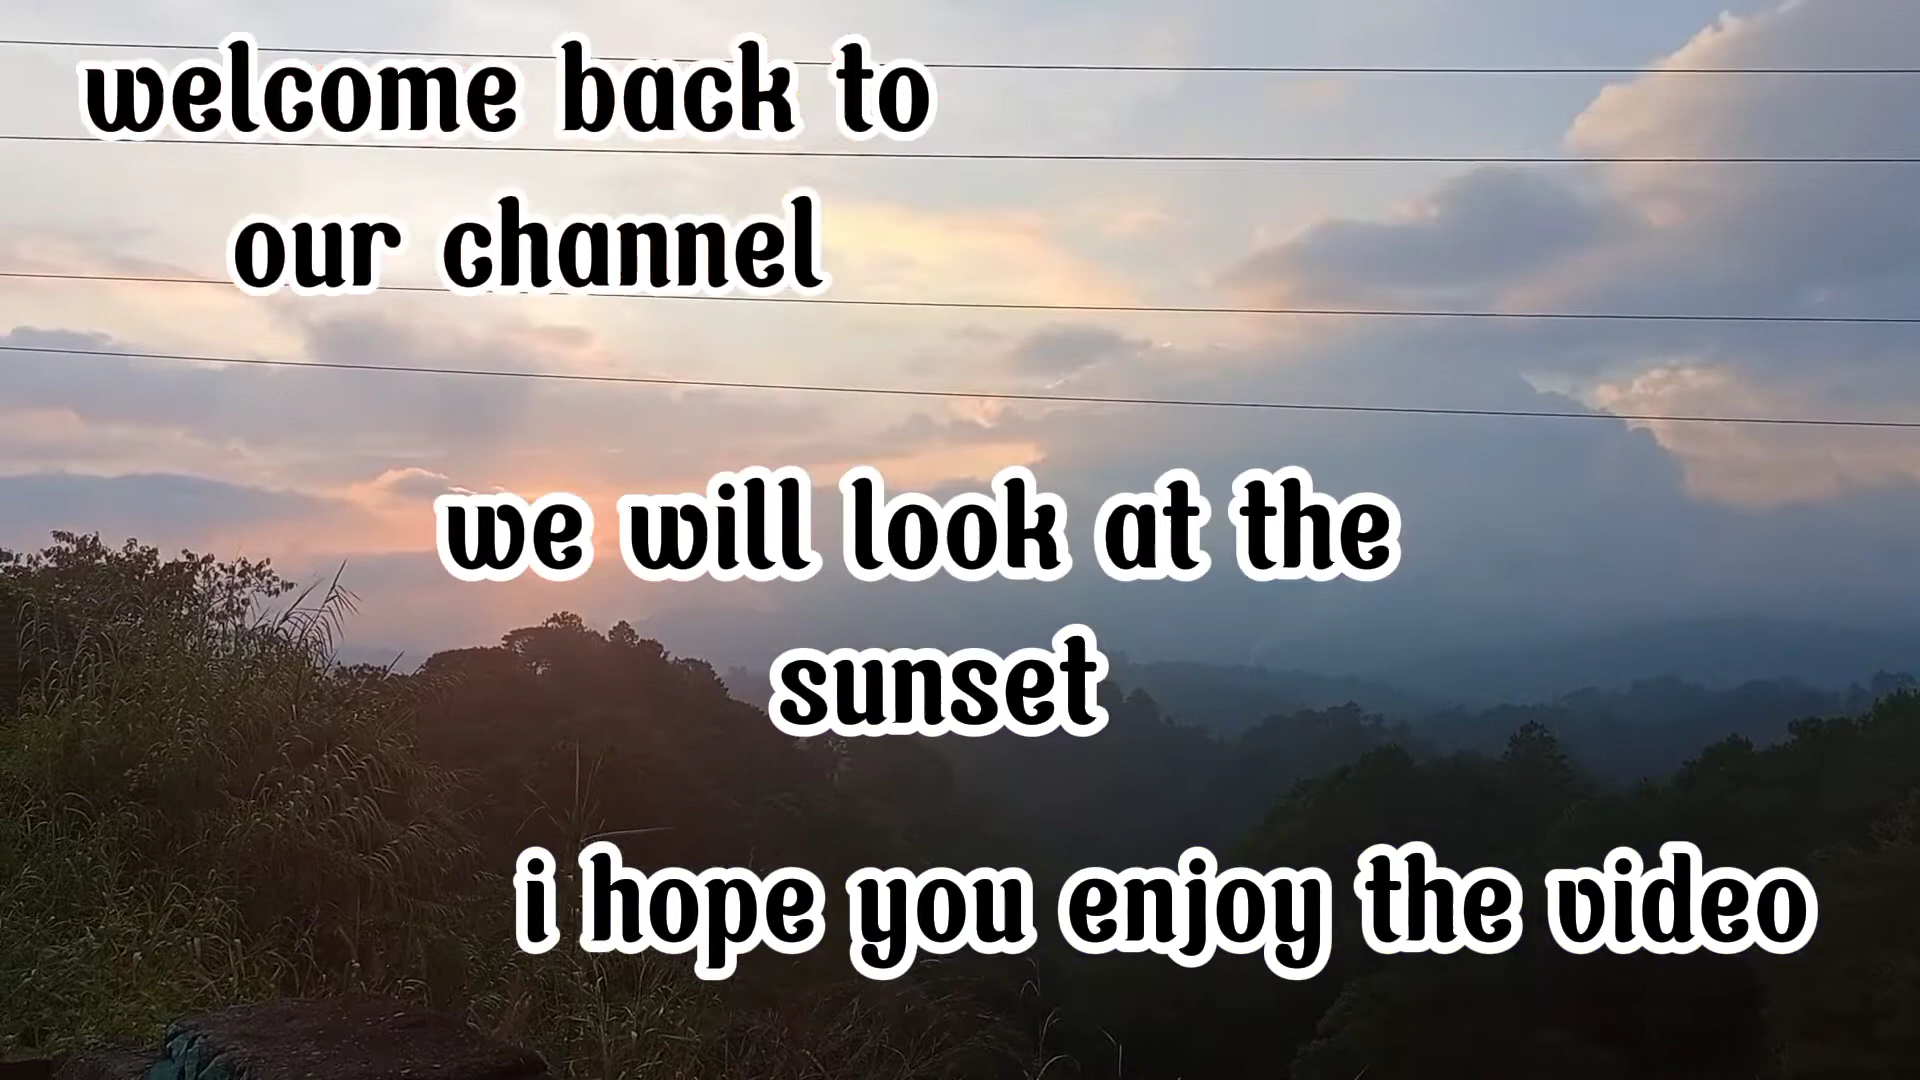 welcome back to
our channel
we will look at the
sunset
i hope you enjoy the video